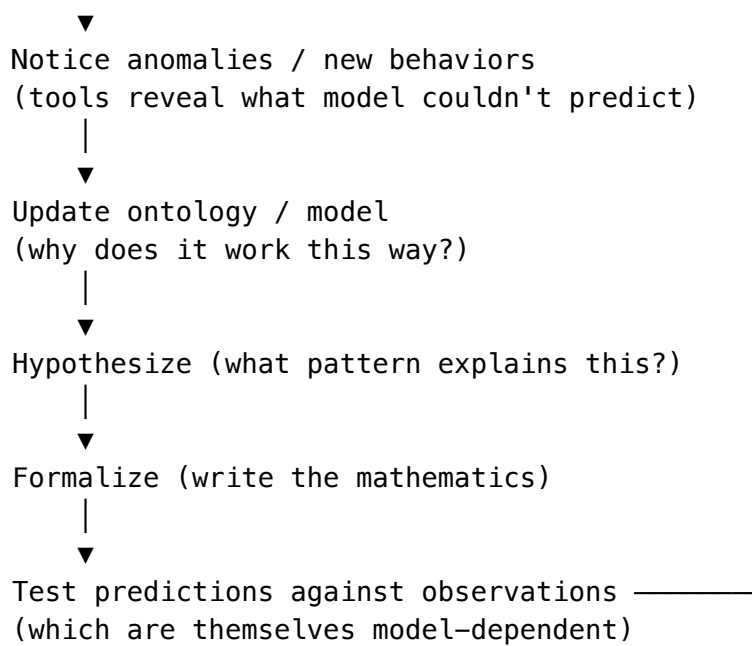 Notice anomalies / new behaviors
(tools reveal what model couldn't predict)
Update ontology / model
(why does it work this way?)
Hypothesize (what pattern explains this?)
Formalize (write the mathematics)
Test predictions against observations
(which are themselves model-dependent)